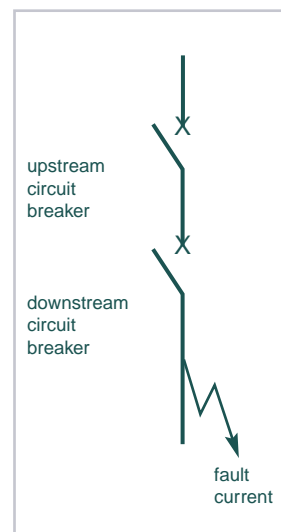 upstream
circuit
breaker
downstream
circuit
breaker
fault
current